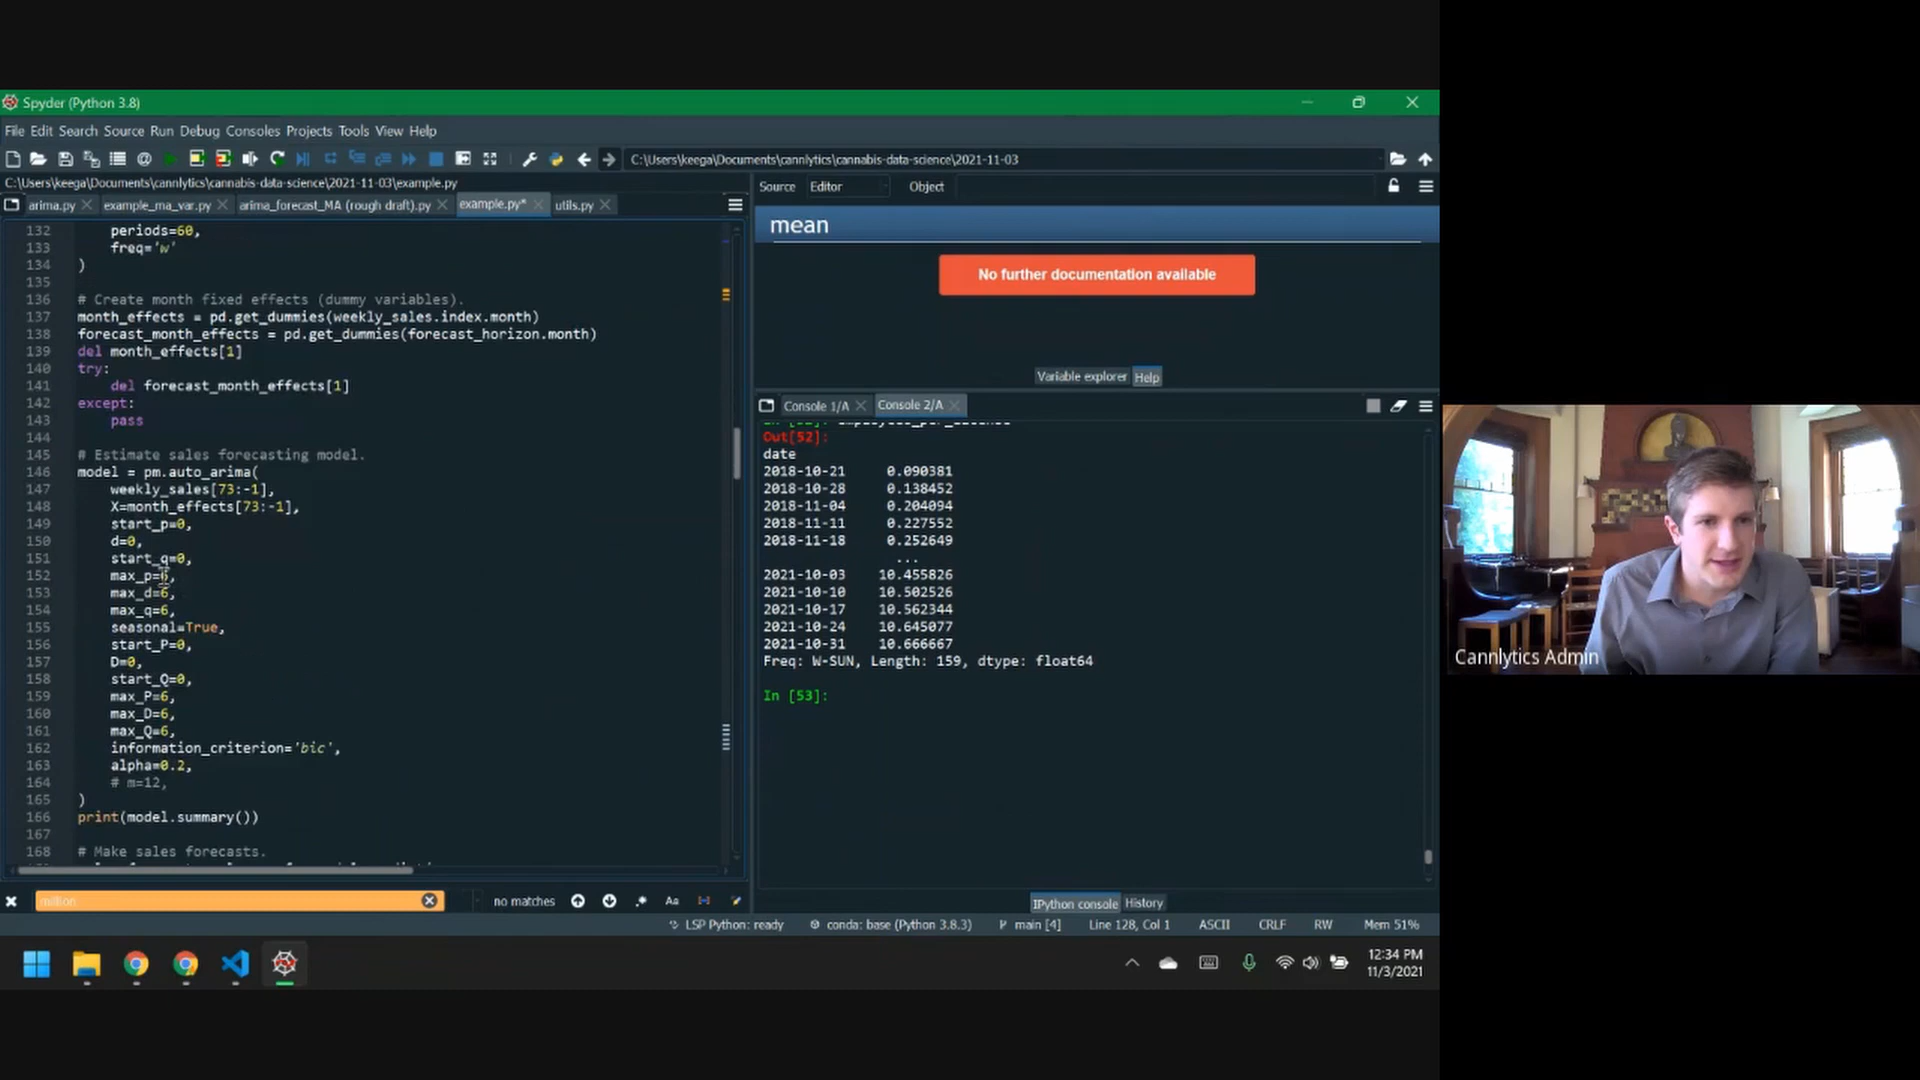 Spyder (Python 3.8)
File Edit Search Source Run Debug Consoles Projects Tools View Help
C:\Users\keega\Documents\cannlytics\cannabis-data-science\2021-11-03
C:\Users\keega\Documents\cannlytics\cannabis-data-science\2021-11-03\example.py
arima.py
example_ma_var.py
arima_forecast_MA (rough draft).py
example.py*
utils.py
132 periods=60,
133 freq='w'
134 )
135
136 # Create month fixed effects (dummy variables).
137 month_effects = pd.get_dummies(weekly_sales.index.month)
138 forecast_month_effects = pd.get_dummies(forecast_horizon.month)
139 del month_effects[1]
140 try:
141 del forecast_month_effects[1]
142 except:
143 pass
144
145 # Estimate sales forecasting model.
146 model = pm.auto_arima(
147 weekly_sales[73:-1],
148 X=month_effects[73:-1],
149 start_p=0,
150 d=0,
151 start_q=0,
152 max_p=6,
153 max_d=6,
154 max_q=6,
155 seasonal=True,
156 start_P=0,
157 D=0,
158 start_Q=0,
159 max_P=6,
160 max_D=6,
161 max_Q=6,
162 information_criterion='bic',
163 alpha=0.2,
164 # m=12,
165 )
166 print(model.summary())
167
168 # Make sales forecasts.
million
no matches
Aa
Source Editor Object
mean
No further documentation available
Variable explorer Help
Console 1/A Console 2/A
Out[52]:
date
2018-10-21 0.090381
2018-10-28 0.138452
2018-11-04 0.204094
2018-11-11 0.227552
2018-11-18 0.252649
...
2021-10-03 10.455826
2021-10-10 10.502526
2021-10-17 10.562344
2021-10-24 10.645077
2021-10-31 10.666667
Freq: W-SUN, Length: 159, dtype: float64
In [53]:
IPython console History
LSP Python: ready conda: base (Python 3.8.3) main [4] Line 128, Col 1 ASCII CRLF RW Mem 51%
12:34 PM
11/3/2021
Cannlytics Admin